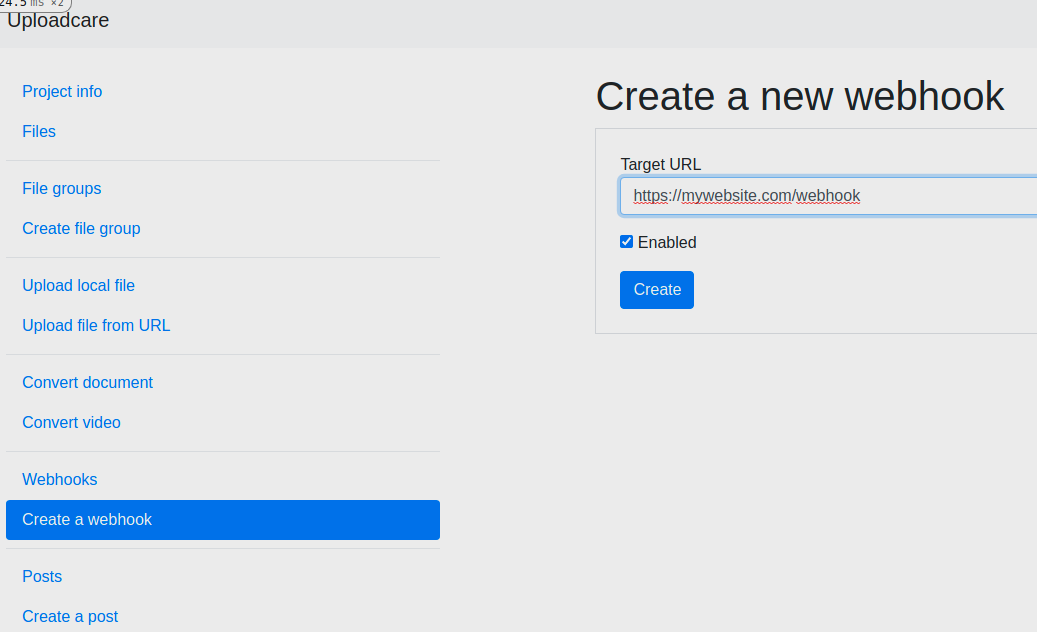 24.5 ms ×2
Uploadcare
Project info
Files
File groups
Create file group
Upload local file
Upload file from URL
Convert document
Convert video
Webhooks
Create a webhook
Posts
Create a post
Create a new webhook
Target URL
https://mywebsite.com/webhook
Enabled
Create